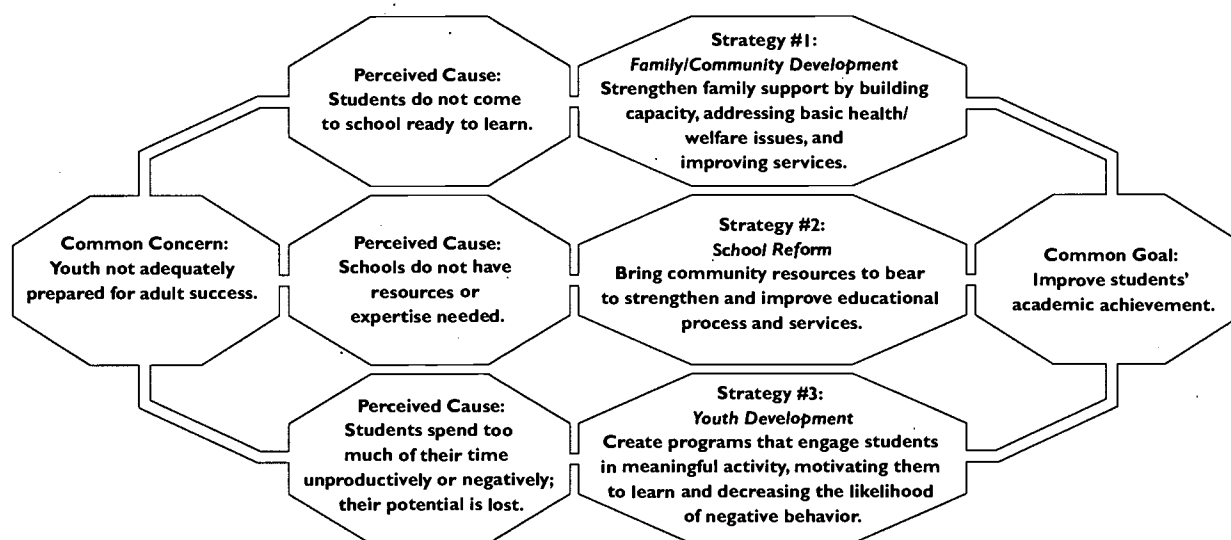 Common Concern:
Youth not adequately
prepared for adult success.
Perceived Cause:
Students do not come
to school ready to learn.
Strategy #1:
Family/Community Development
Strengthen family support by building
capacity, addressing basic health/
welfare issues, and
improving services.
Perceived Cause:
Schools do not have
resources or
expertise needed.
Strategy #2:
School Reform
Bring community resources to bear
to strengthen and improve educational
process and services.
Perceived Cause:
Students spend too
much of their time
unproductively or negatively;
their potential is lost.
Strategy #3:
Youth Development
Create programs that engage students
in meaningful activity, motivating them
to learn and decreasing the likelihood
of negative behavior.
Common Goal:
Improve students'
academic achievement.